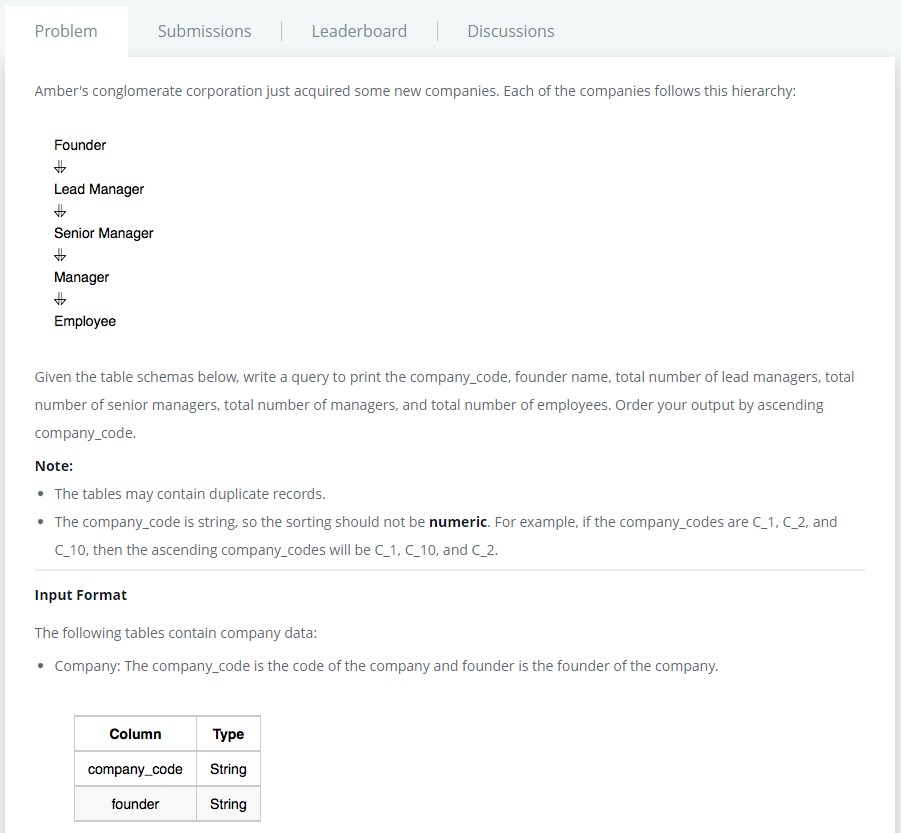 Problem
Submissions
Leaderboard
Discussions
Amber's conglomerate corporation just acquired some new companies. Each of the companies follows this hierarchy:
Founder
Lead Manager
Senior Manager
Manager
Employee
Given the table schemas below, write a query to print the company_code, founder name, total number of lead managers, total
number of senior managers, total number of managers, and total number of employees. Order your output by ascending
company_code.
Note:
• The tables may contain duplicate records.
• The company_code is string, so the sorting should not be numeric. For example, if the company_codes are C_1, C_2, and
C_10, then the ascending company_codes will be C_1, C_10, and C_2.
Input Format
The following tables contain company data:
• Company: The company_code is the code of the company and founder is the founder of the company.
Column Type
company_code String
founder String